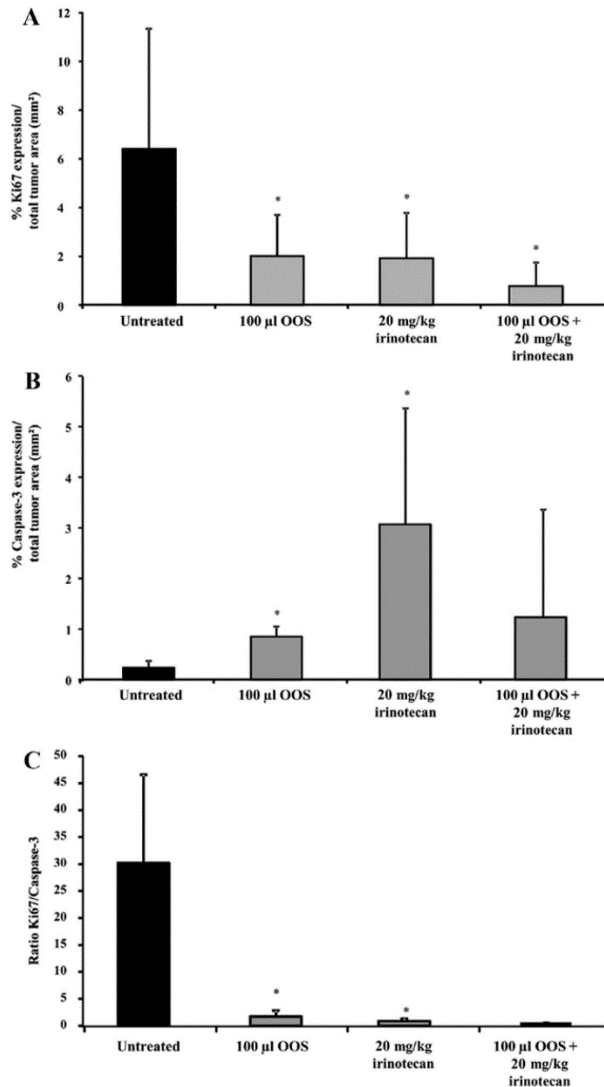 A
% Ki67 expression/
total tumor area (mm²)
12
10
8
6
4
2
0
*
*
*
Untreated
100 µl OOS
20 mg/kg
irinotecan
100 µl OOS +
20 mg/kg
irinotecan
B
% Caspase-3 expression/
total tumor area (mm²)
6
5
4
3
2
1
0
*
*
Untreated
100 µl OOS
20 mg/kg
irinotecan
100 µl OOS +
20 mg/kg
irinotecan
C
Ratio Ki67/Caspase-3
50
45
40
35
30
25
20
15
10
5
0
*
*
Untreated
100 µl OOS
20 mg/kg
irinotecan
100 µl OOS +
20 mg/kg
irinotecan